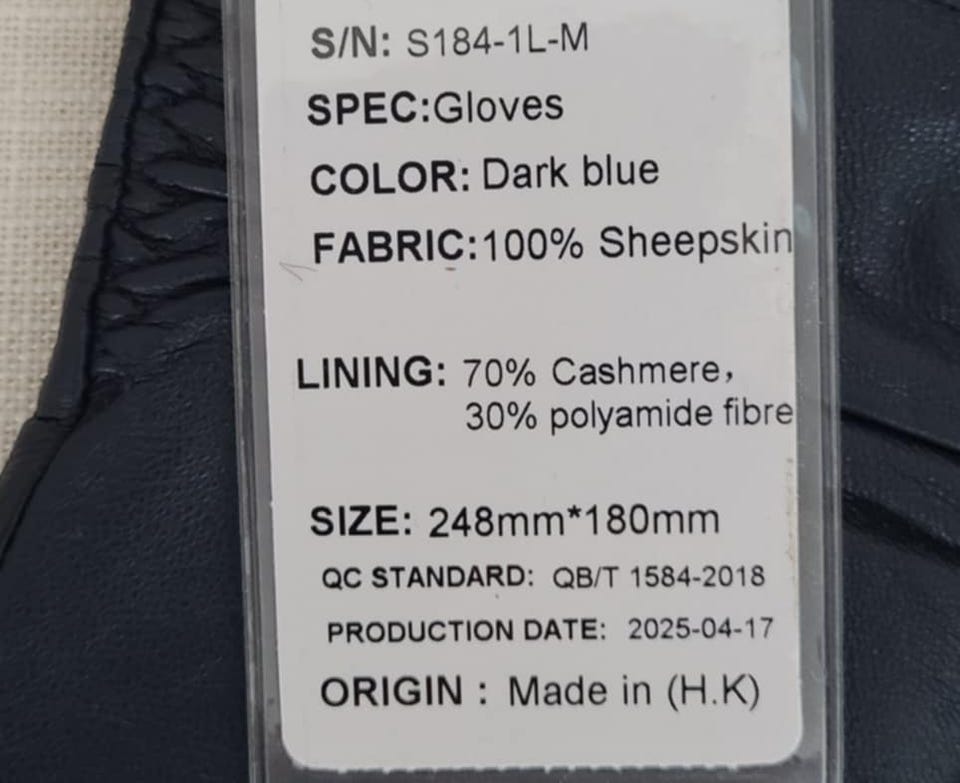 S/N: S184-1L-M
SPEC:Gloves
COLOR: Dark blue
FABRIC:100% Sheepskin
LINING: 70% Cashmere,
30% polyamide fibre
SIZE: 248mm*180mm
QC STANDARD: QB/T 1584-2018
PRODUCTION DATE: 2025-04-17
ORIGIN : Made in (H.K)